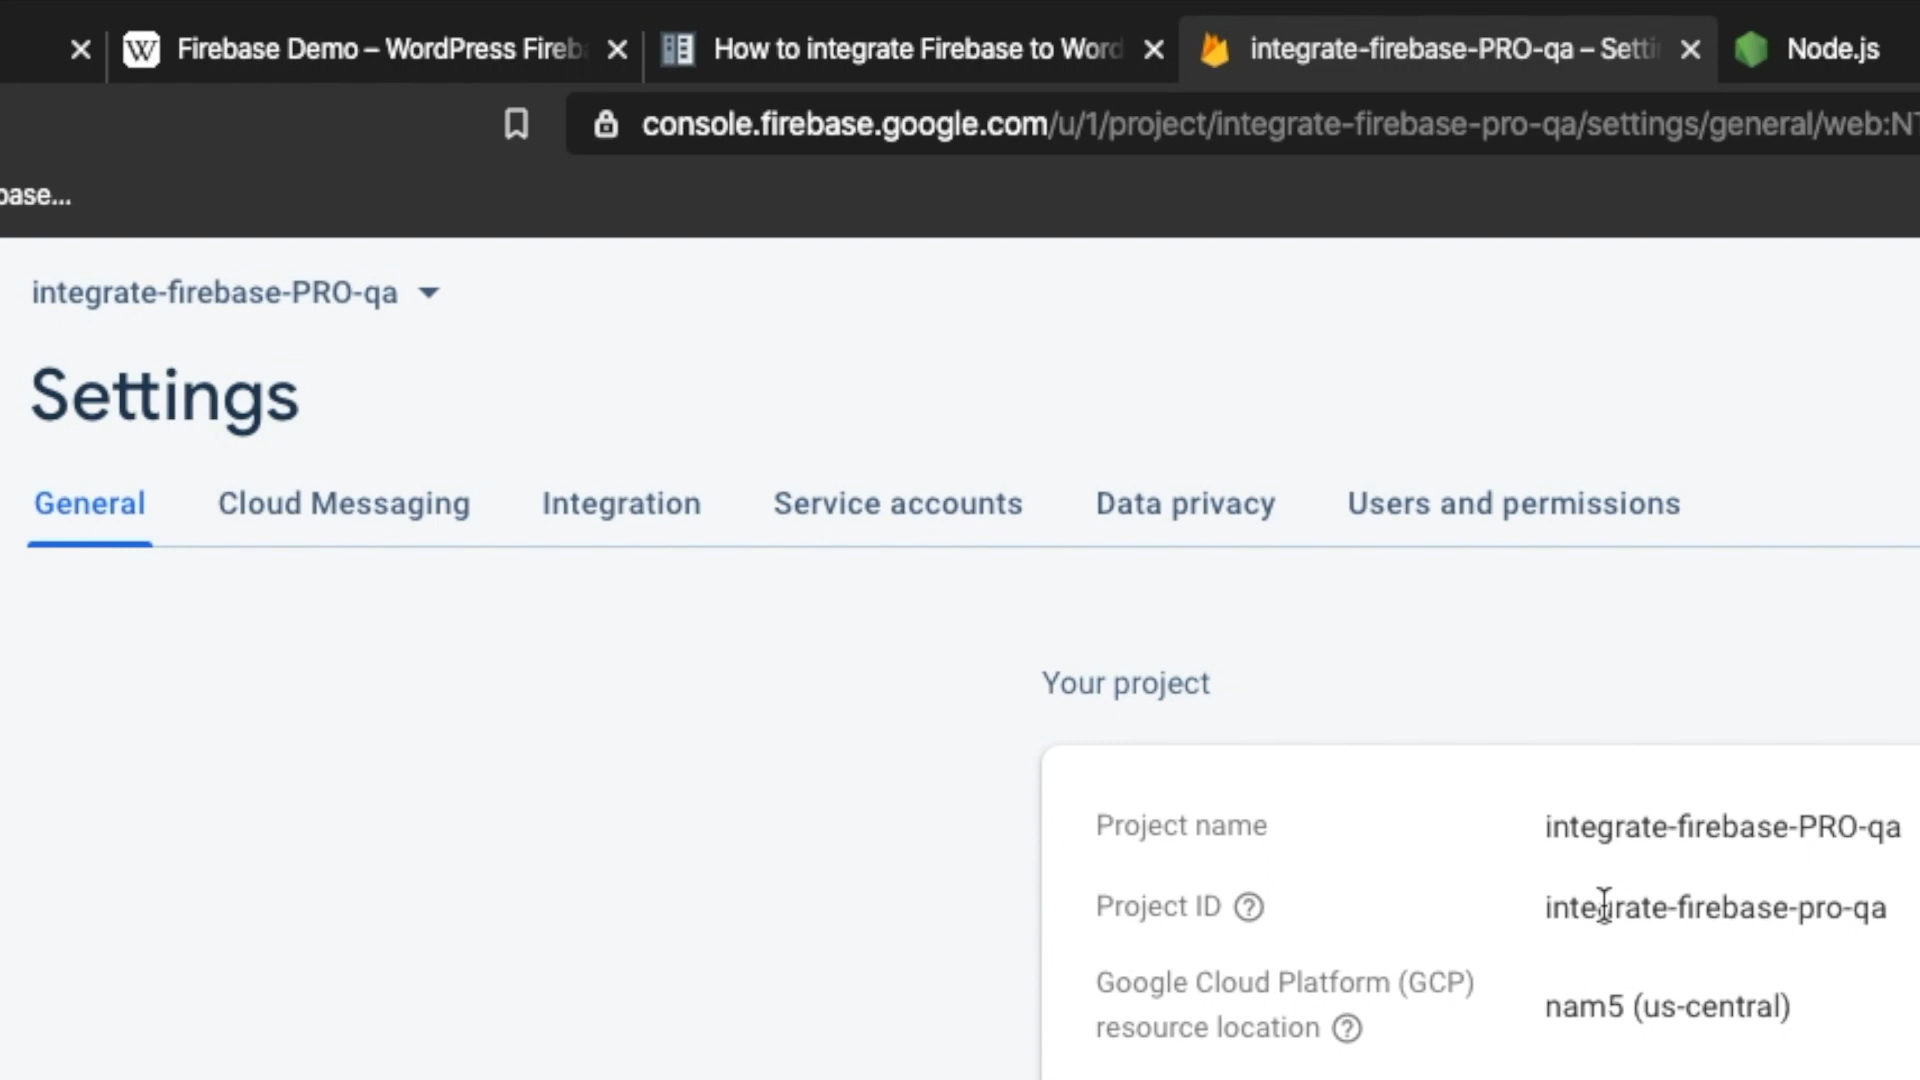 Firebase Demo – WordPress Fireb
How to integrate Firebase to Word
integrate-firebase-PRO-qa – Setti
Node.js
console.firebase.google.com/u/1/project/integrate-firebase-pro-qa/settings/general/web:NT
base...
integrate-firebase-PRO-qa
Settings
General Cloud Messaging Integration Service accounts Data privacy Users and permissions
Your project
Project name integrate-firebase-PRO-qa
Project ID integrate-firebase-pro-qa
Google Cloud Platform (GCP)
resource location
nam5 (us-central)